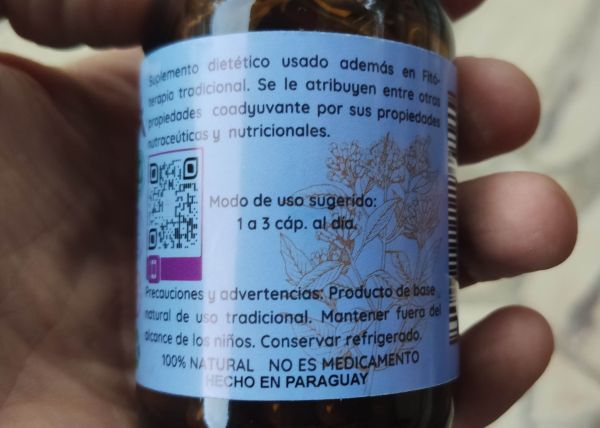 Suplemento dietético usado además en Fito-
terapia tradicional. Se le atribuyen entre otras
propiedades coadyuvante por sus propiedades
nutraceúticas y nutricionales.
Modo de uso sugerido:
1 a 3 cáp. al día.
Precauciones y advertencias: Producto de base
natural de uso tradicional. Mantener fuera del
alcance de los niños. Conservar refrigerado.
100% NATURAL NO ES MEDICAMENTO
HECHO EN PARAGUAY